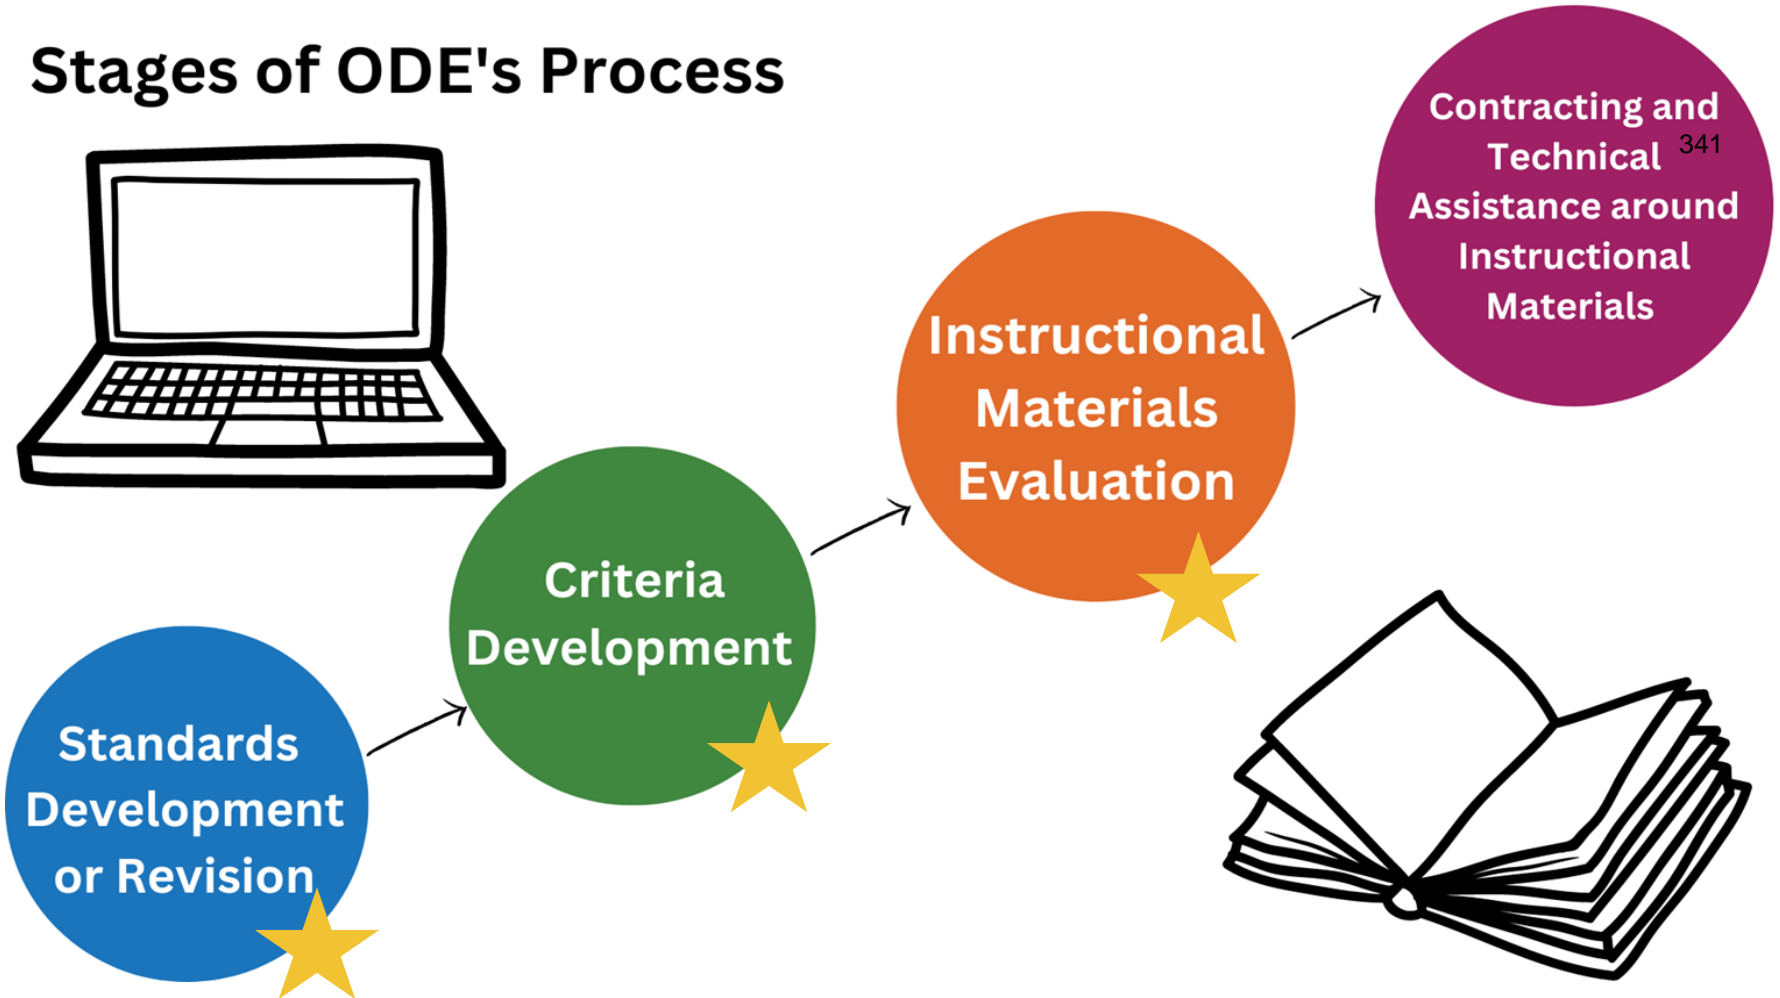 Stages of ODE's Process
Contracting and
Technical
341
Assistance around
Instructional
Materials
Instructional
Materials
Evaluation
Criteria
Development
Standards
Development
or Revision